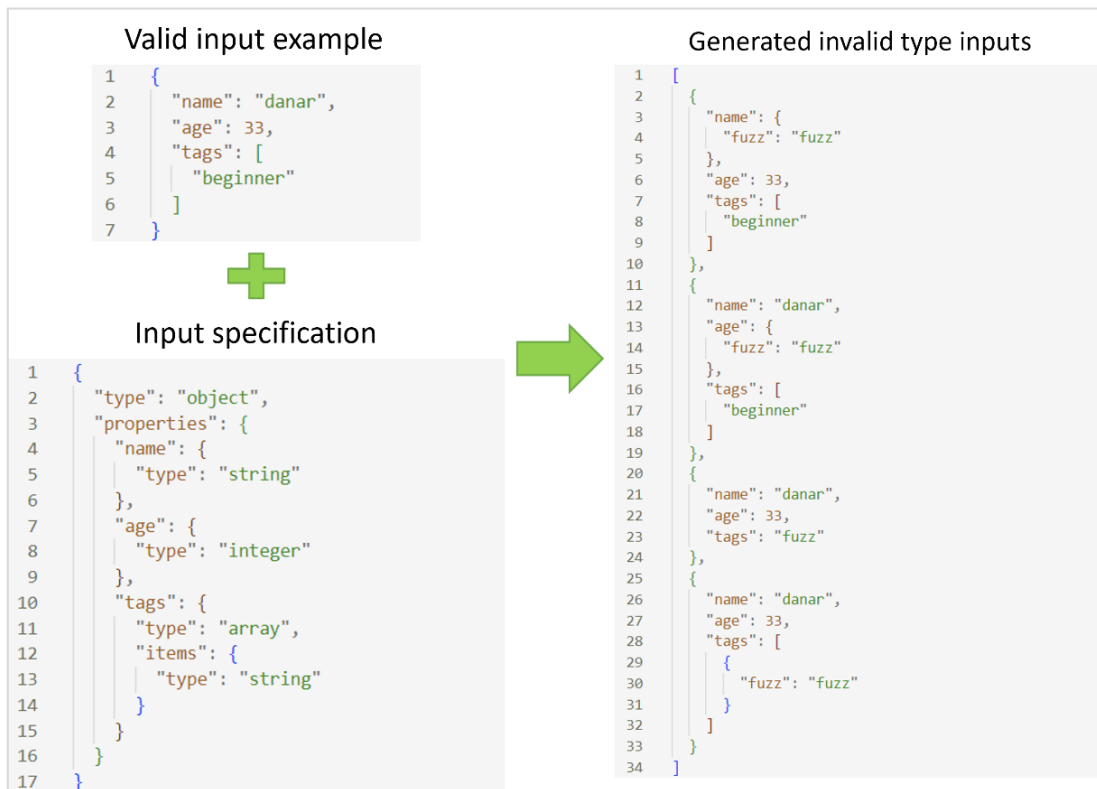 Valid input example
1 {
2   "name": "danar",
3   "age": 33,
4   "tags": [
5     "beginner"
6   ]
7 }
Input specification
1 {
2   "type": "object",
3   "properties": {
4     "name": {
5       "type": "string"
6     },
7     "age": {
8       "type": "integer"
9     },
10     "tags": {
11       "type": "array",
12       "items": {
13         "type": "string"
14       }
15     }
16   }
17 }
Generated invalid type inputs
1 [
2   {
3     "name": {
4       "fuzz": "fuzz"
5     },
6     "age": 33,
7     "tags": [
8       "beginner"
9     ]
10   },
11   {
12     "name": "danar",
13     "age": {
14       "fuzz": "fuzz"
15     },
16     "tags": [
17       "beginner"
18     ]
19   },
20   {
21     "name": "danar",
22     "age": 33,
23     "tags": "fuzz"
24   },
25   {
26     "name": "danar",
27     "age": 33,
28     "tags": [
29       {
30         "fuzz": "fuzz"
31       }
32     ]
33   }
34 ]